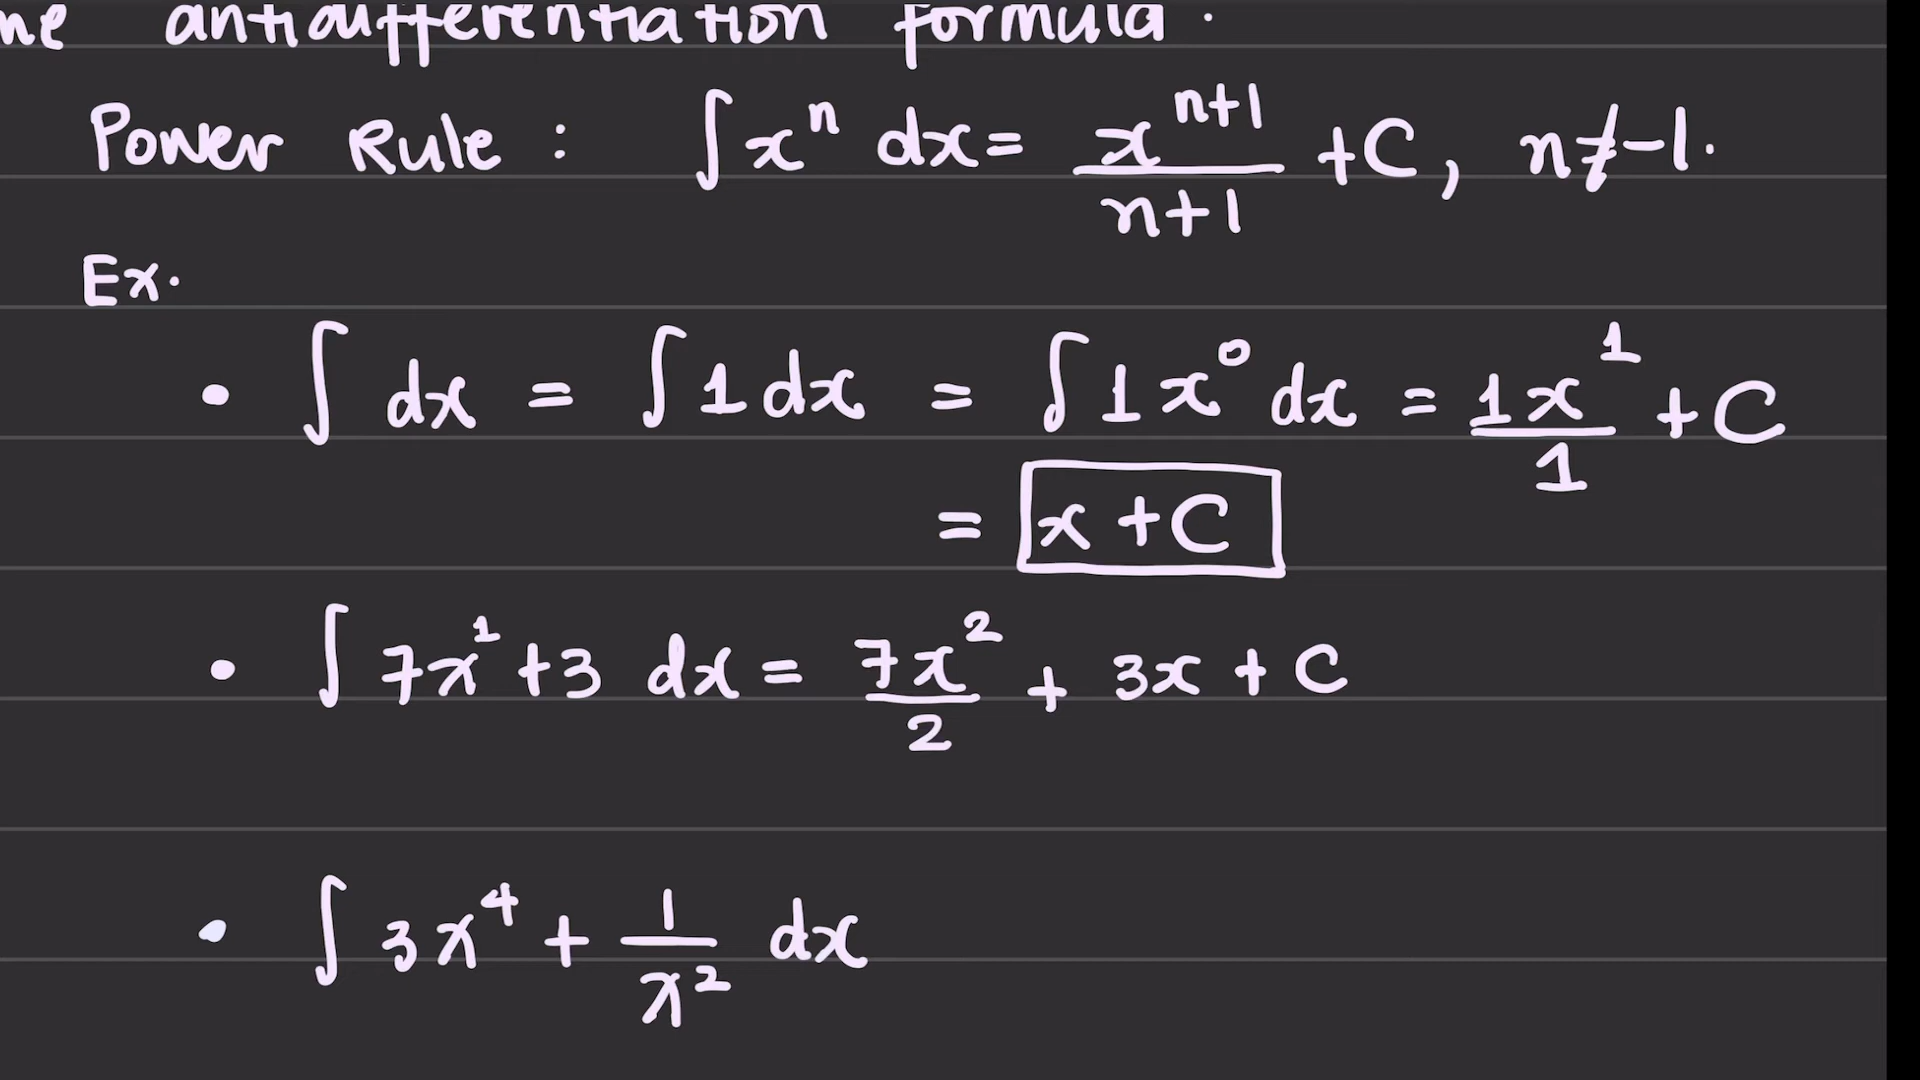 antidifferentiation formula.
Power Rule : ∫xⁿ dx = xⁿ⁺¹/n+1 + C, n≠-1.
Ex.
• ∫ dx = ∫ 1 dx = ∫ 1x⁰ dx = 1x¹/1 + C
= x + C
• ∫ 7x¹ + 3 dx = 7x²/2 + 3x + C
• ∫ 3x⁴ + 1/x² dx